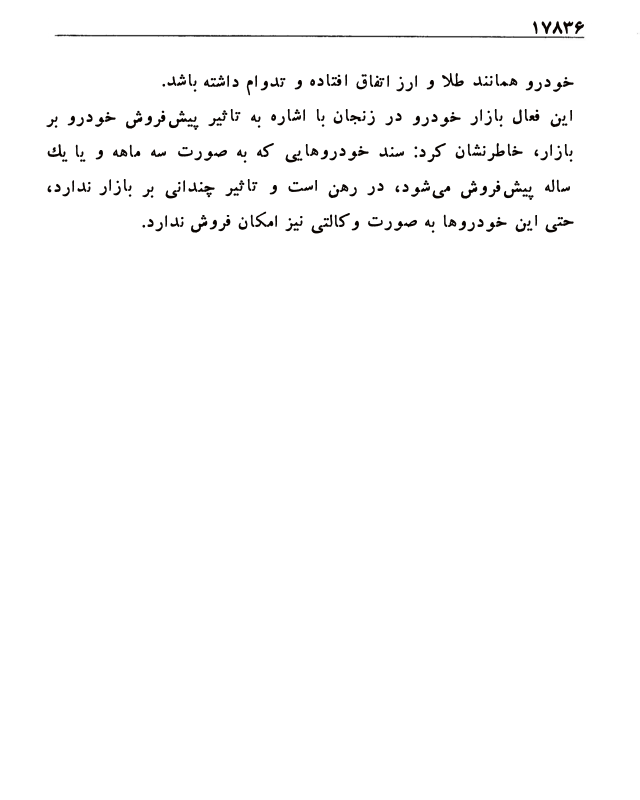 ۱۷۸۳۶
خودرو همانند طلا و ارز اتفاق افتاده و تدوام داشته باشد.
این فعال بازار خودرو در زنجان با اشاره به تاثیر پیش‌فروش خودرو بر
بازار، خاطرنشان کرد: سند خودروهایی که به صورت سه ماهه و یا یك
ساله پیش‌فروش می‌شود، در رهن است و تاثیر چندانی بر بازار ندارد،
حتی این خودروها به صورت وکالتی نیز امکان فروش ندارد.